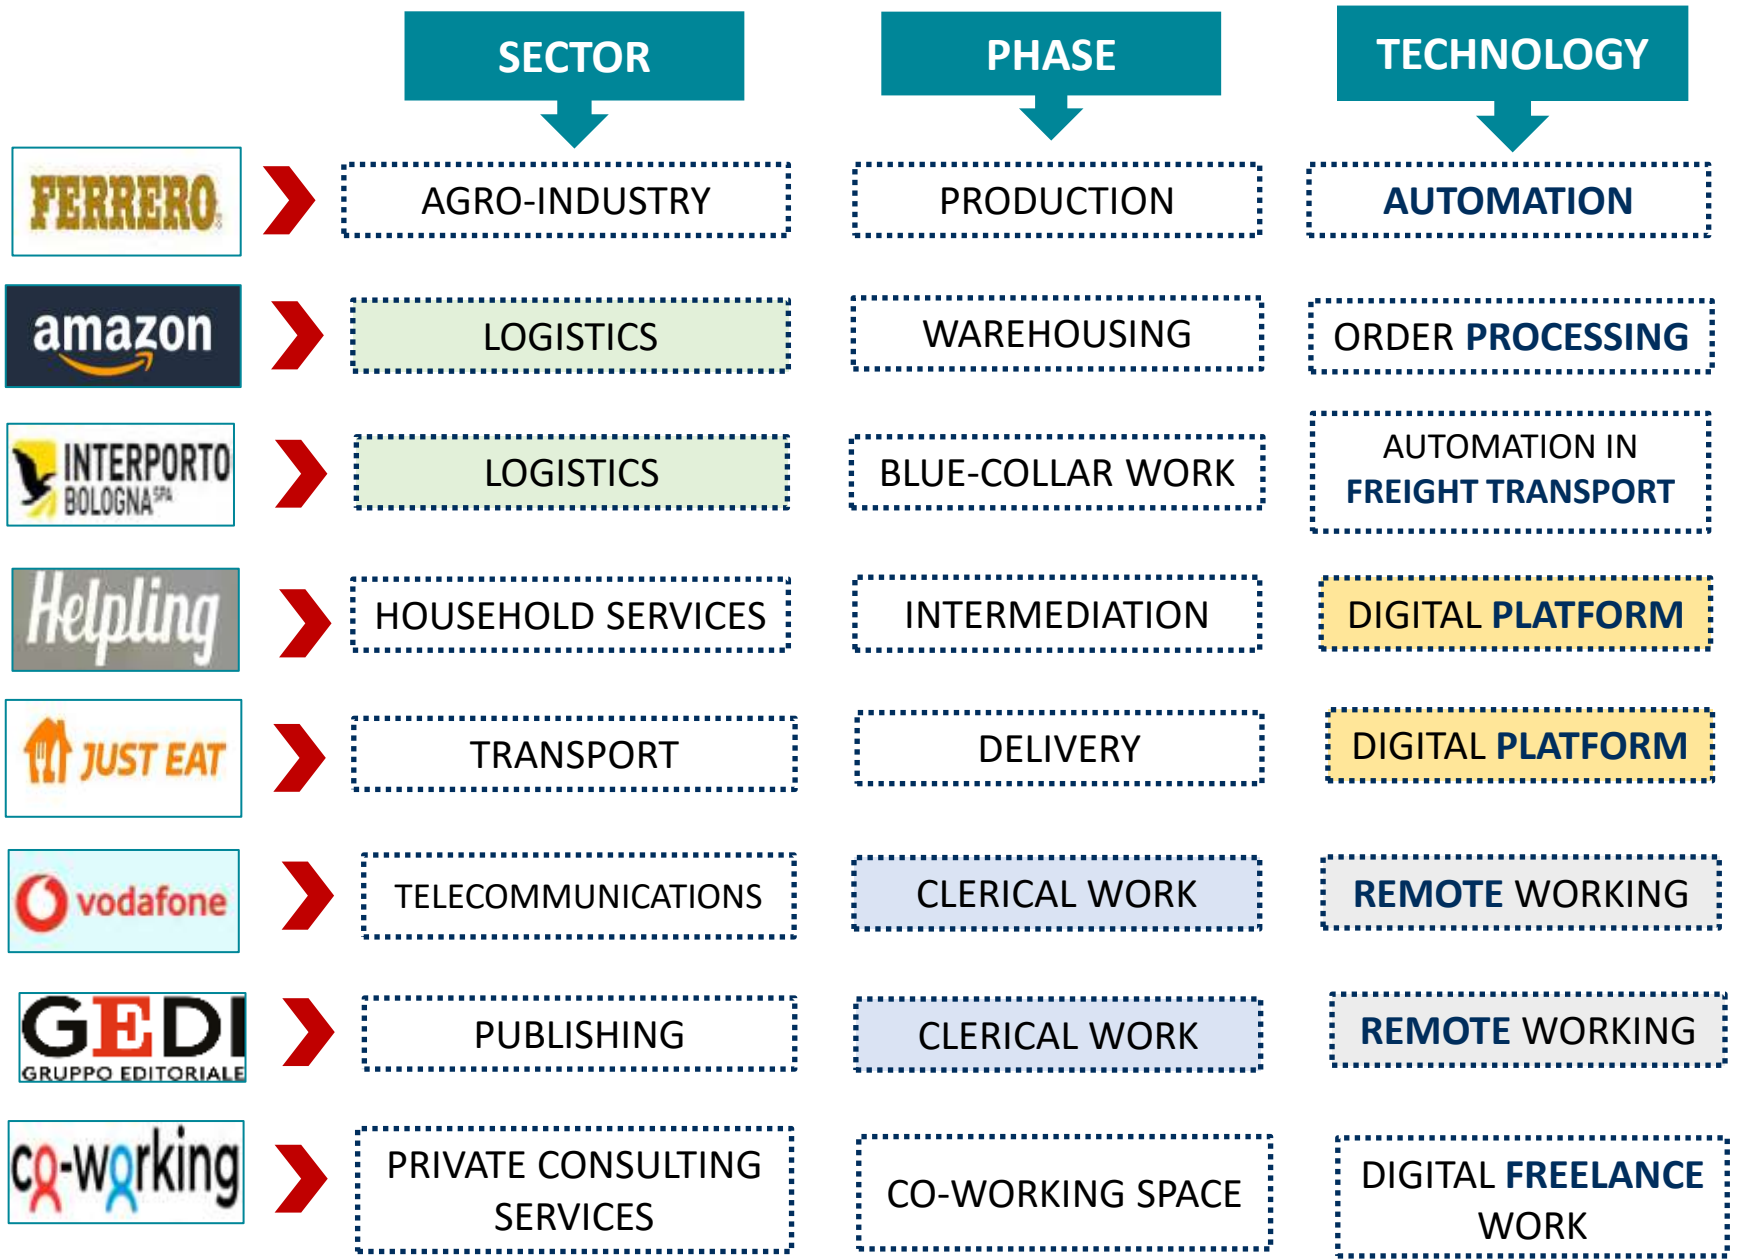 SECTOR
PHASE
TECHNOLOGY
FERRERO
AGRO-INDUSTRY
PRODUCTION
AUTOMATION
amazon
LOGISTICS
WAREHOUSING
ORDER PROCESSING
INTERPORTO
BOLOGNA SPA
LOGISTICS
BLUE-COLLAR WORK
AUTOMATION IN
FREIGHT TRANSPORT
Helpling
HOUSEHOLD SERVICES
INTERMEDIATION
DIGITAL PLATFORM
JUST EAT
TRANSPORT
DELIVERY
DIGITAL PLATFORM
vodafone
TELECOMMUNICATIONS
CLERICAL WORK
REMOTE WORKING
GEDI
GRUPPO EDITORIALE
PUBLISHING
CLERICAL WORK
REMOTE WORKING
co-working
PRIVATE CONSULTING
SERVICES
CO-WORKING SPACE
DIGITAL FREELANCE
WORK